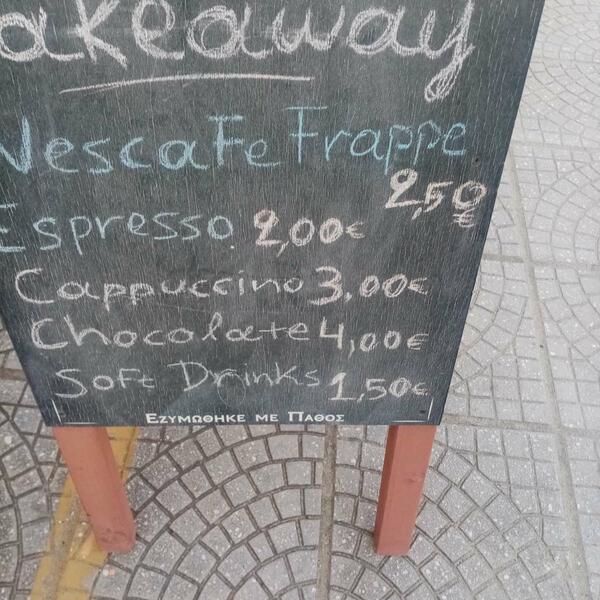 akeaway
Nescafe Frappe
2,50€
Espresso 2,00€
Cappuccino 3,00€
Chocolate 4,00€
Soft Drinks 1,50€
ΕΖΥΜΩΘΗΚΕ ΜΕ ΠΑΘΟΣ